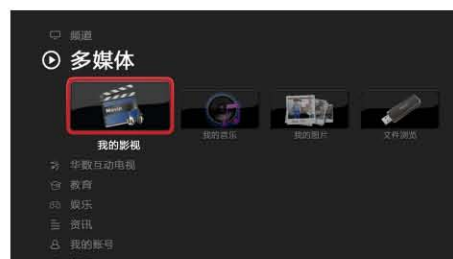 频道
多媒体
Movie
我的影视
我的音乐
我的图片
文件浏览
华数互动电视
教育
娱乐
资讯
我的账号